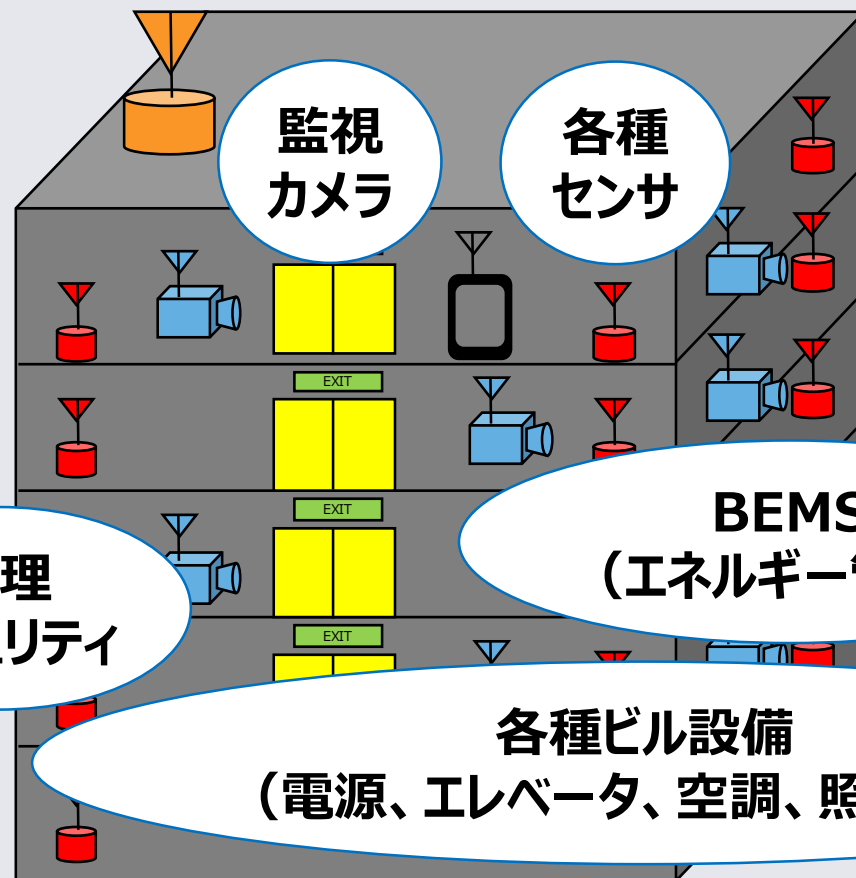 監視
カメラ
各種
センサ
EXIT
EXIT
BEMS
（エネルギー
理
リティ
EXIT
各種ビル設備
（電源、エレベータ、空調、照